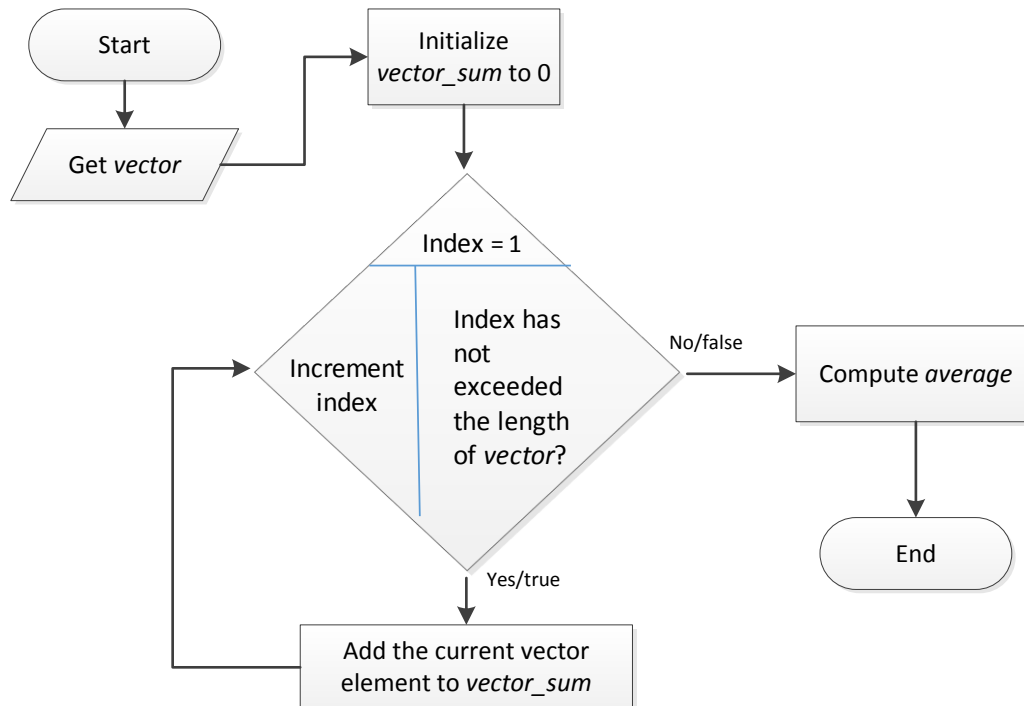 Start
Get vector
Initialize
vector_sum to 0
Index = 1
Index has
not
exceeded
the length
of vector?
Increment
index
No/false
Compute average
End
Yes/true
Add the current vector
element to vector_sum